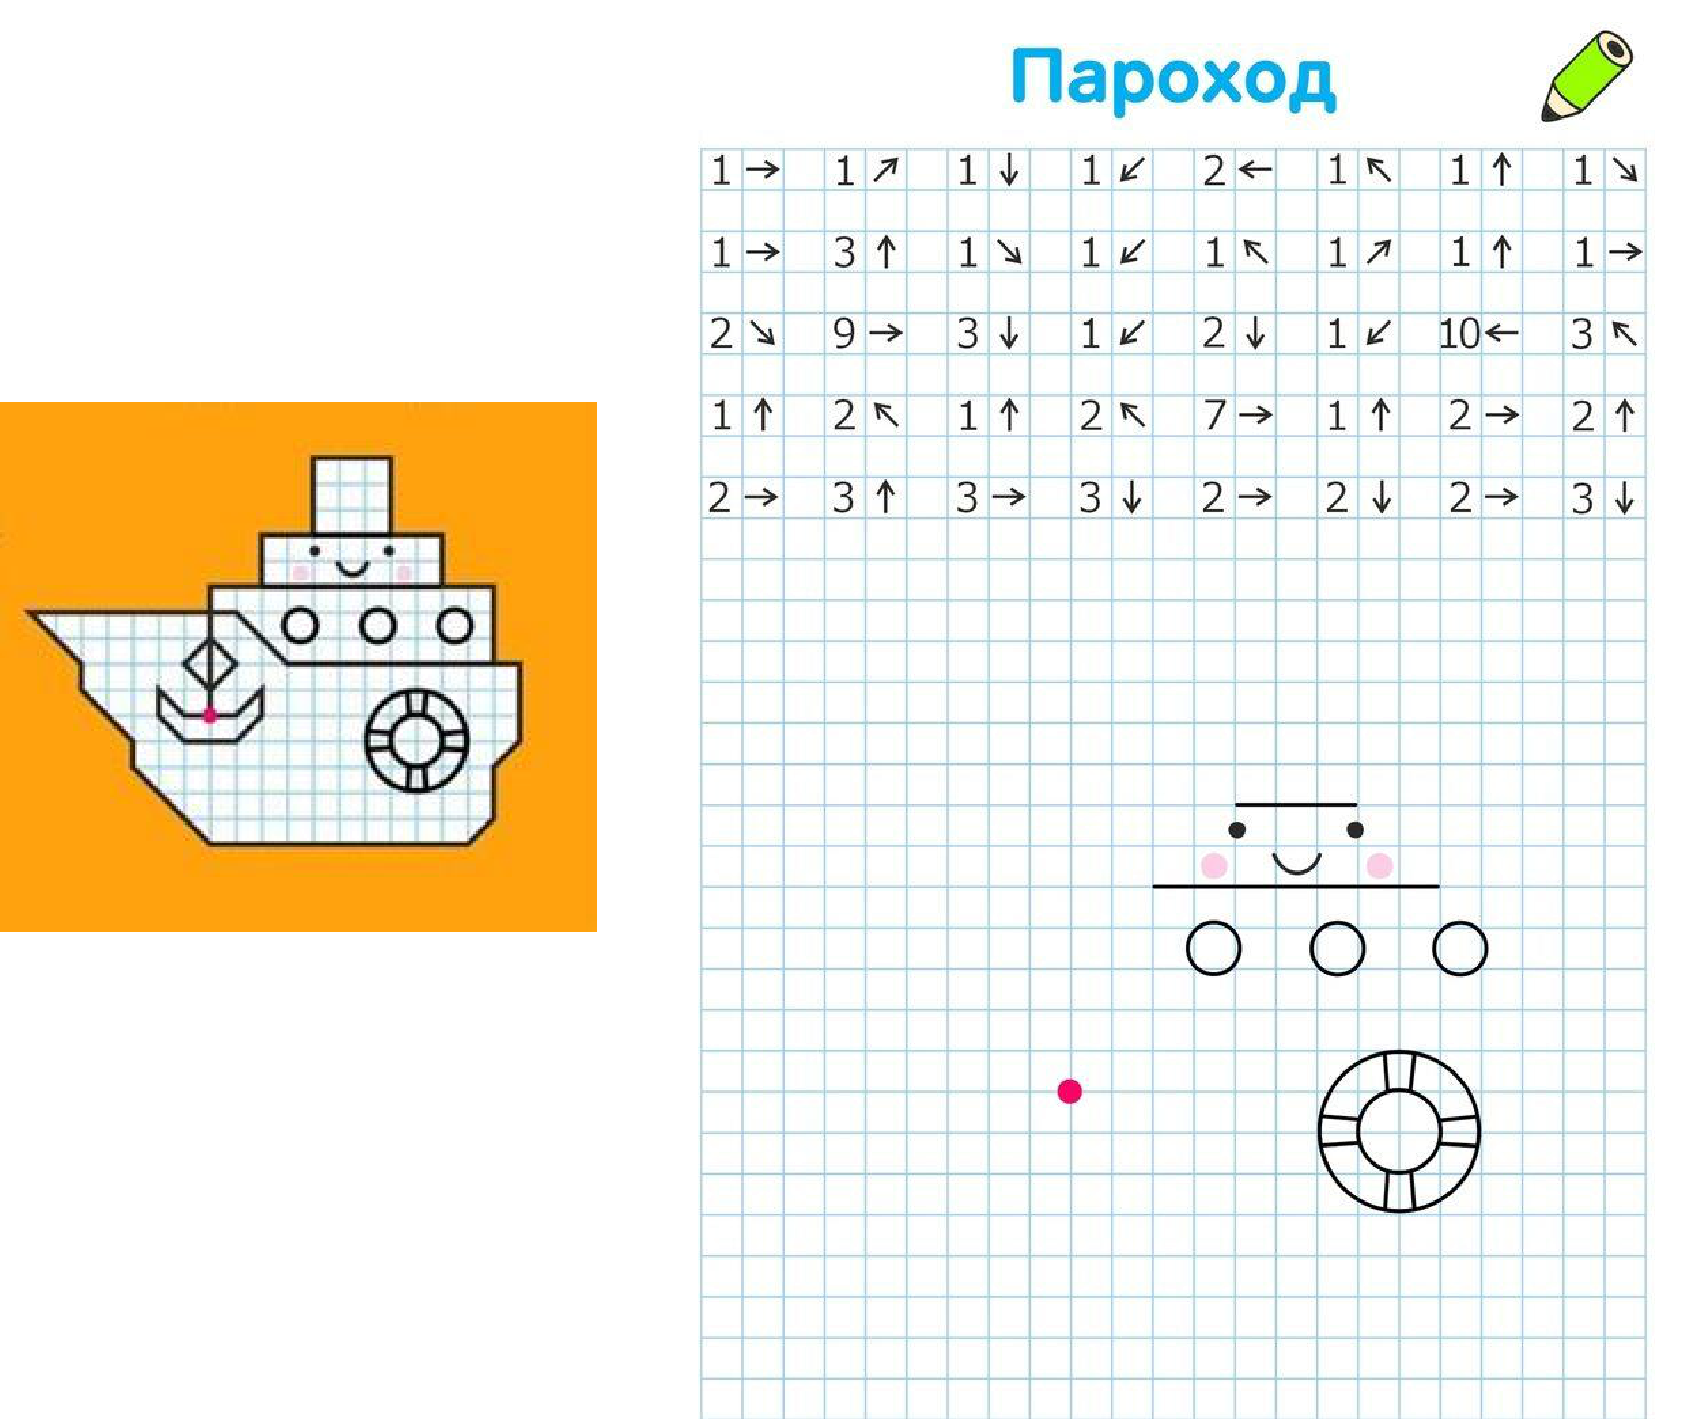 Пароход
1 → 1 ↗ 1 ↓ 1 ↙ 2 ← 1 ↖ 1 ↑ 1 ↘
1 → 3 ↑ 1 ↘ 1 ↙ 1 ↖ 1 ↗ 1 ↑ 1 →
2 ↘ 9 → 3 ↓ 1 ↙ 2 ↓ 1 ↙ 10 ← 3 ↖
1 ↑ 2 ↖ 1 ↑ 2 ↖ 7 → 1 ↑ 2 → 2 ↑
2 → 3 ↑ 3 → 3 ↓ 2 → 2 ↓ 2 → 3 ↓